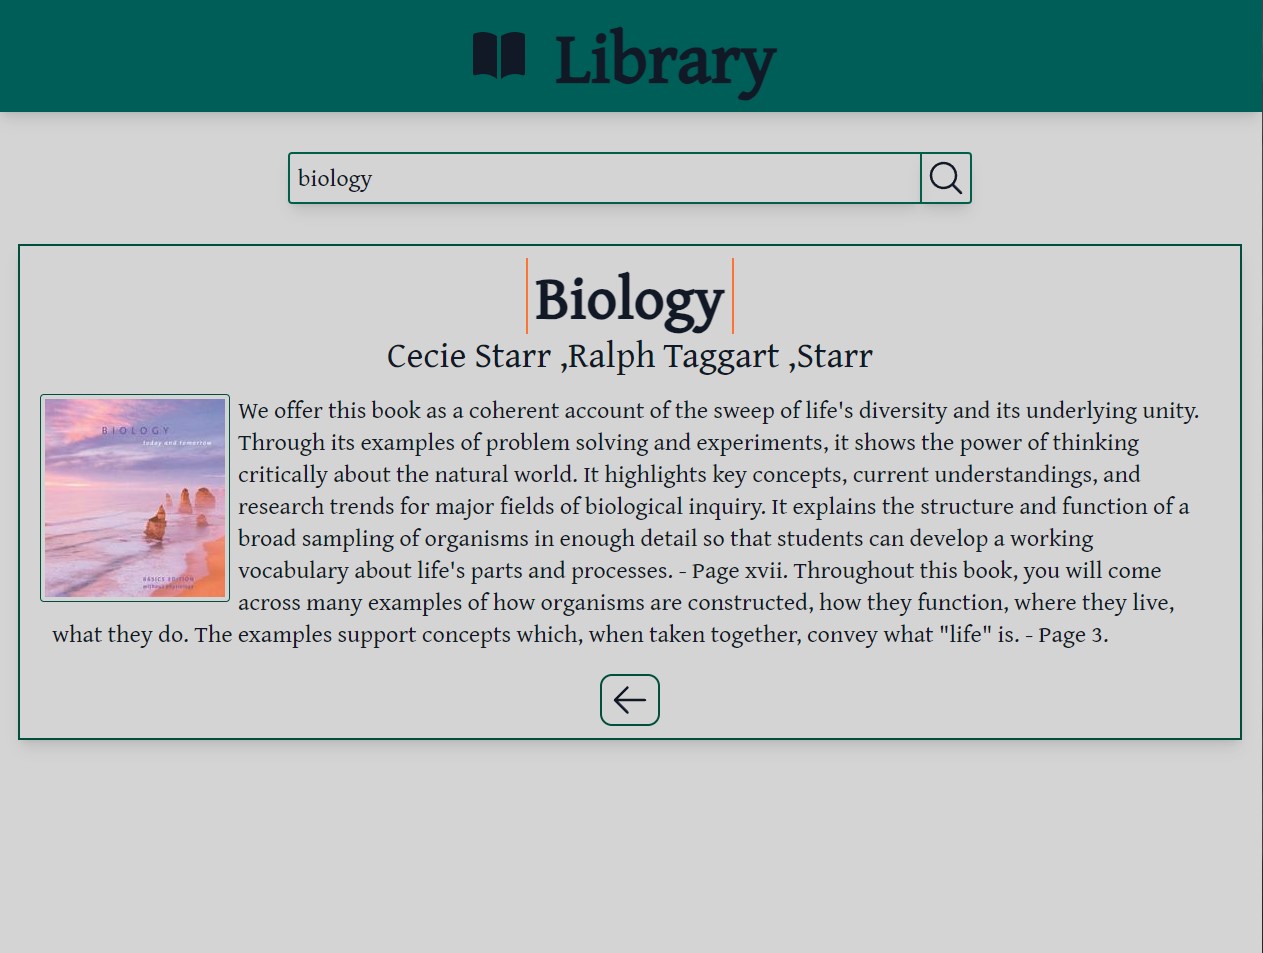 Library
biology
Biology
Cecie Starr ,Ralph Taggart ,Starr
BIOLOGY
today and tomorrow
BASICS EDITION
without physiology
We offer this book as a coherent account of the sweep of life's diversity and its underlying unity.
Through its examples of problem solving and experiments, it shows the power of thinking
critically about the natural world. It highlights key concepts, current understandings, and
research trends for major fields of biological inquiry. It explains the structure and function of a
broad sampling of organisms in enough detail so that students can develop a working
vocabulary about life's parts and processes. - Page xvii. Throughout this book, you will come
across many examples of how organisms are constructed, how they function, where they live,
what they do. The examples support concepts which, when taken together, convey what "life" is. - Page 3.